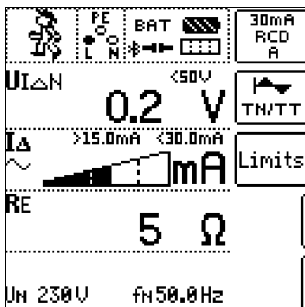 PE BAT
L N
30mA
RCD
A
UI△N <50V
0.2 V
TN/TT
I△ >15.0mA <30.0mA
~ mA
Limits
RE
5 Ω
UN 230V fN50.0Hz